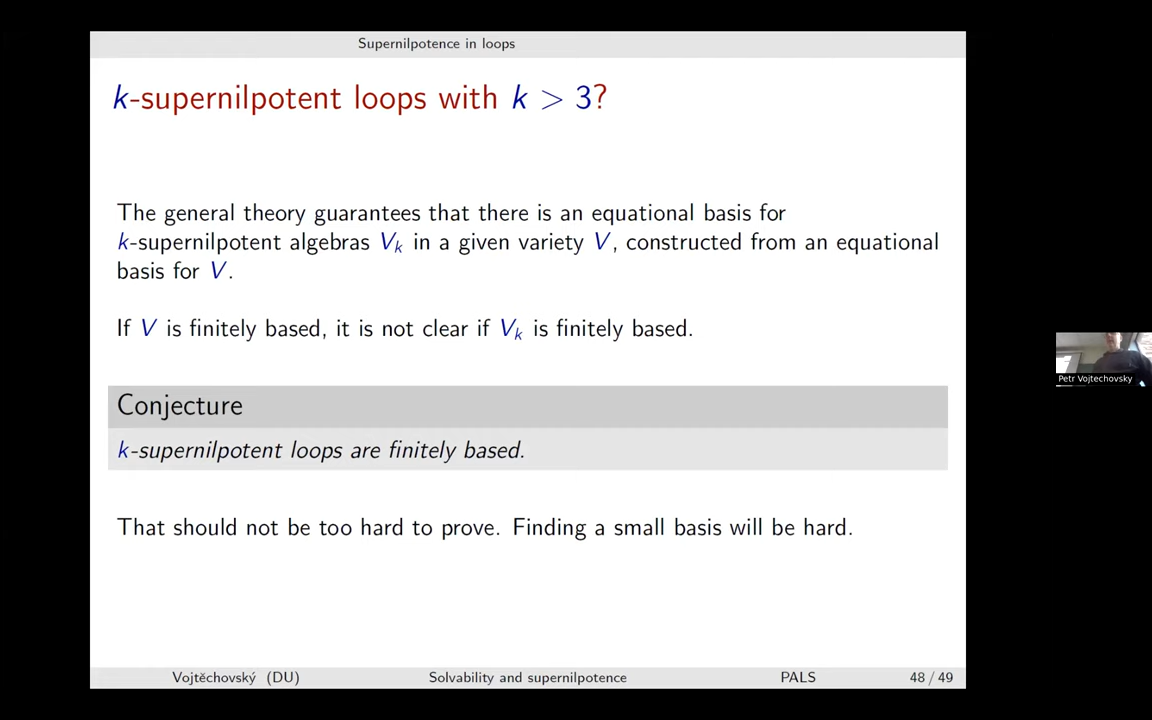 Supernilpotence in loops
k-supernilpotent loops with k > 3?
The general theory guarantees that there is an equational basis for
k-supernilpotent algebras Vₖ in a given variety V, constructed from an equational
basis for V.
If V is finitely based, it is not clear if Vₖ is finitely based.
Conjecture
k-supernilpotent loops are finitely based.
That should not be too hard to prove. Finding a small basis will be hard.
Petr Vojtechovsky
Vojtěchovský (DU) Solvability and supernilpotence PALS 48 / 49